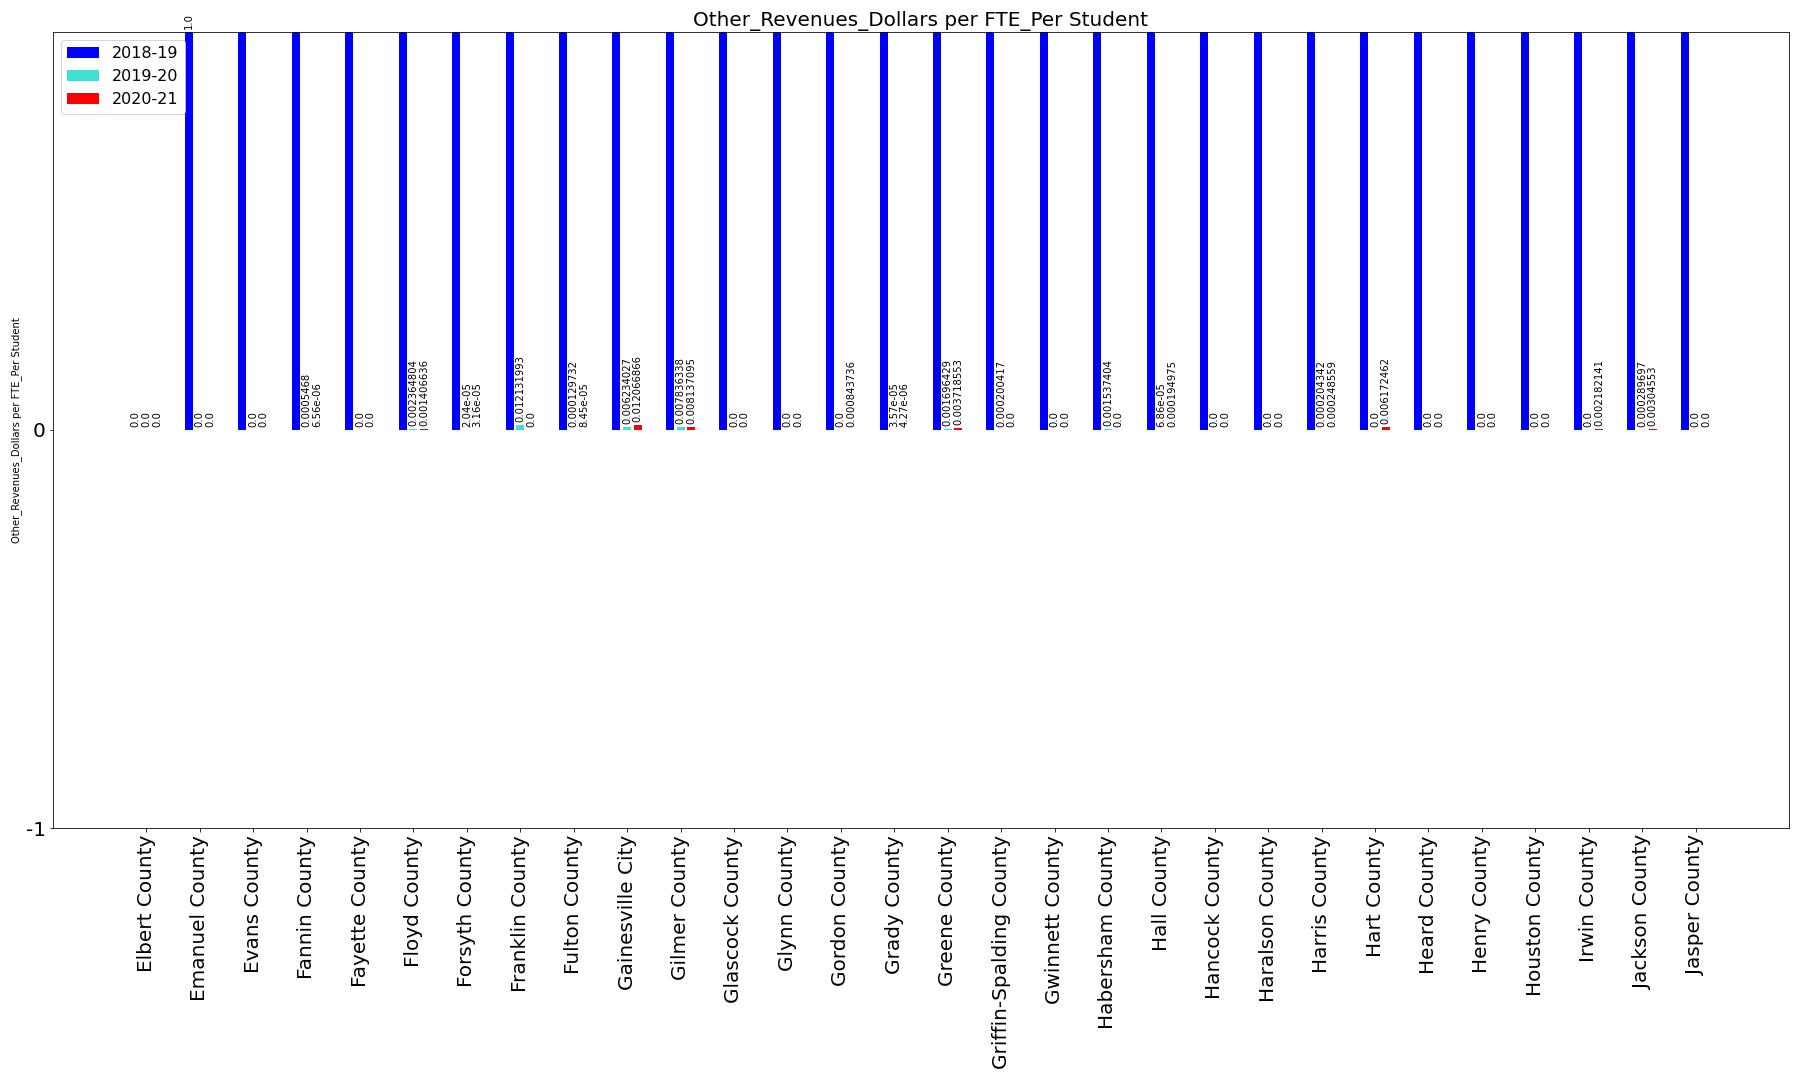 Other_Revenues_Dollars per FTE_Per Student
2018-19
2019-20
2020-21
Other_Revenues_Dollars per FTE_Per Student
0
-1
0.0
0.0
0.0
1.0
0.0
0.0
0.0
0.0
0.0005468
6.56e-06
0.0
0.0
0.002364804
0.001406636
2.04e-05
3.16e-05
0.012131993
0.0
0.000129732
8.45e-05
0.006234027
0.012066866
0.007836338
0.008137095
0.0
0.0
0.0
0.0
0.0
0.000843736
3.57e-05
4.27e-06
0.001696429
0.003718553
0.000200417
0.0
0.0
0.0
0.001537404
0.0
6.86e-05
0.000194975
0.0
0.0
0.0
0.0
0.000204342
0.000248559
0.0
0.006172462
0.0
0.0
0.0
0.0
0.0
0.0
0.0
0.002182141
0.000289697
0.00304553
0.0
0.0
Elbert County
Emanuel County
Evans County
Fannin County
Fayette County
Floyd County
Forsyth County
Franklin County
Fulton County
Gainesville City
Gilmer County
Glascock County
Glynn County
Gordon County
Grady County
Greene County
Griffin-Spalding County
Gwinnett County
Habersham County
Hall County
Hancock County
Haralson County
Harris County
Hart County
Heard County
Henry County
Houston County
Irwin County
Jackson County
Jasper County